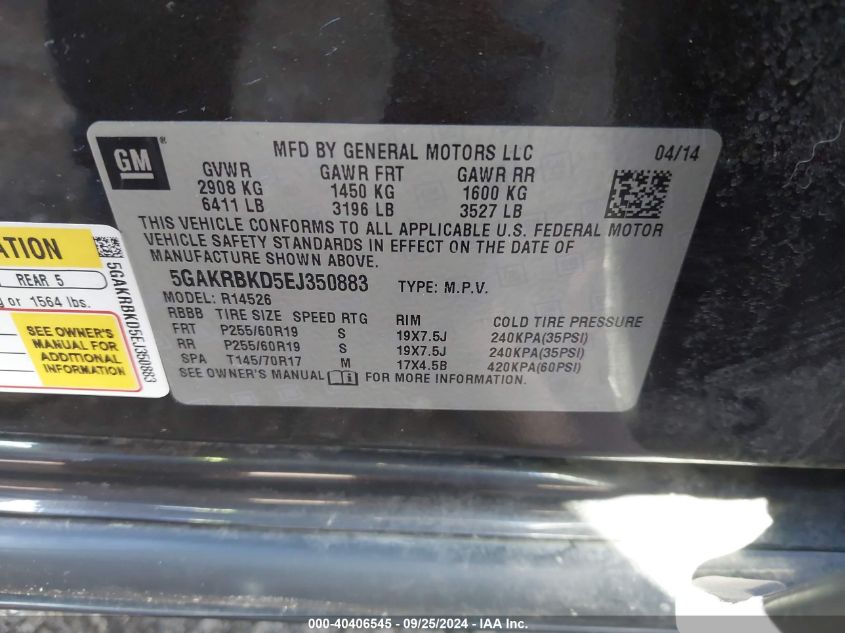 GM
®
MFD BY GENERAL MOTORS LLC 04/14
GVWR GAWR FRT GAWR RR
2908 KG 1450 KG 1600 KG
6411 LB 3196 LB 3527 LB
THIS VEHICLE CONFORMS TO ALL APPLICABLE U.S. FEDERAL MOTOR
VEHICLE SAFETY STANDARDS IN EFFECT ON THE DATE OF
MANUFACTURE SHOWN ABOVE.
5GAKRBKD5EJ350883 TYPE: M.P.V.
MODEL: R14526
RBBB TIRE SIZE SPEED RTG RIM COLD TIRE PRESSURE
FRT P255/60R19 S 19X7.5J 240KPA(35PSI)
RR P255/60R19 S 19X7.5J 240KPA(35PSI)
SPA T145/70R17 M 17X4.5B 420KPA(60PSI)
SEE OWNER'S MANUAL FOR MORE INFORMATION.
ATION
REAR 5
or 1564 lbs.
SEE OWNER'S
MANUAL FOR
ADDITIONAL
INFORMATION
5GAKRBKD5EJ350883
000-40406545 - 09/25/2024 - IAA Inc.